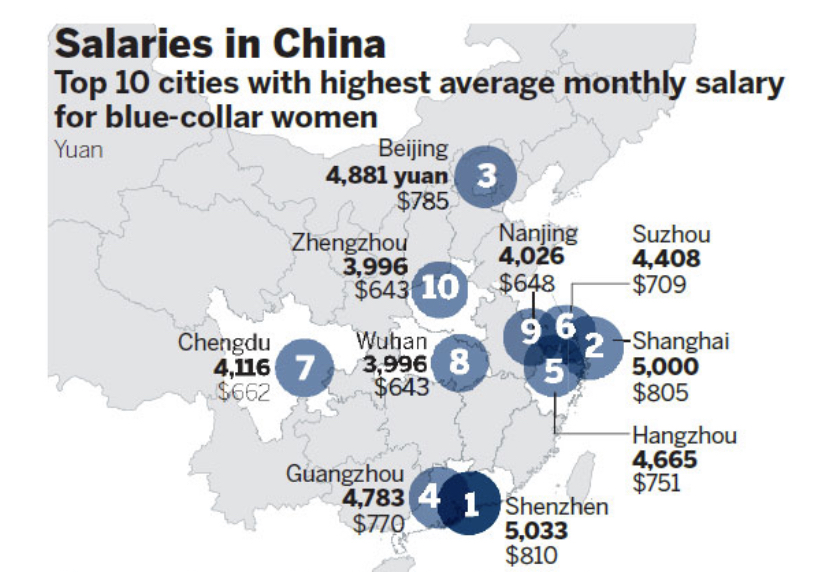 Salaries in China
Top 10 cities with highest average monthly salary
for blue-collar women
Yuan
Beijing
4,881 yuan
$785
3
Zhengzhou
3,996
$643
10
Nanjing
4,026
$648
9
Suzhou
4,408
$709
6
Shanghai
5,000
$805
2
Chengdu
4,116
$662
7
Wuhan
3,996
$643
8
5
Hangzhou
4,665
$751
Guangzhou
4,783
$770
4
1
Shenzhen
5,033
$810